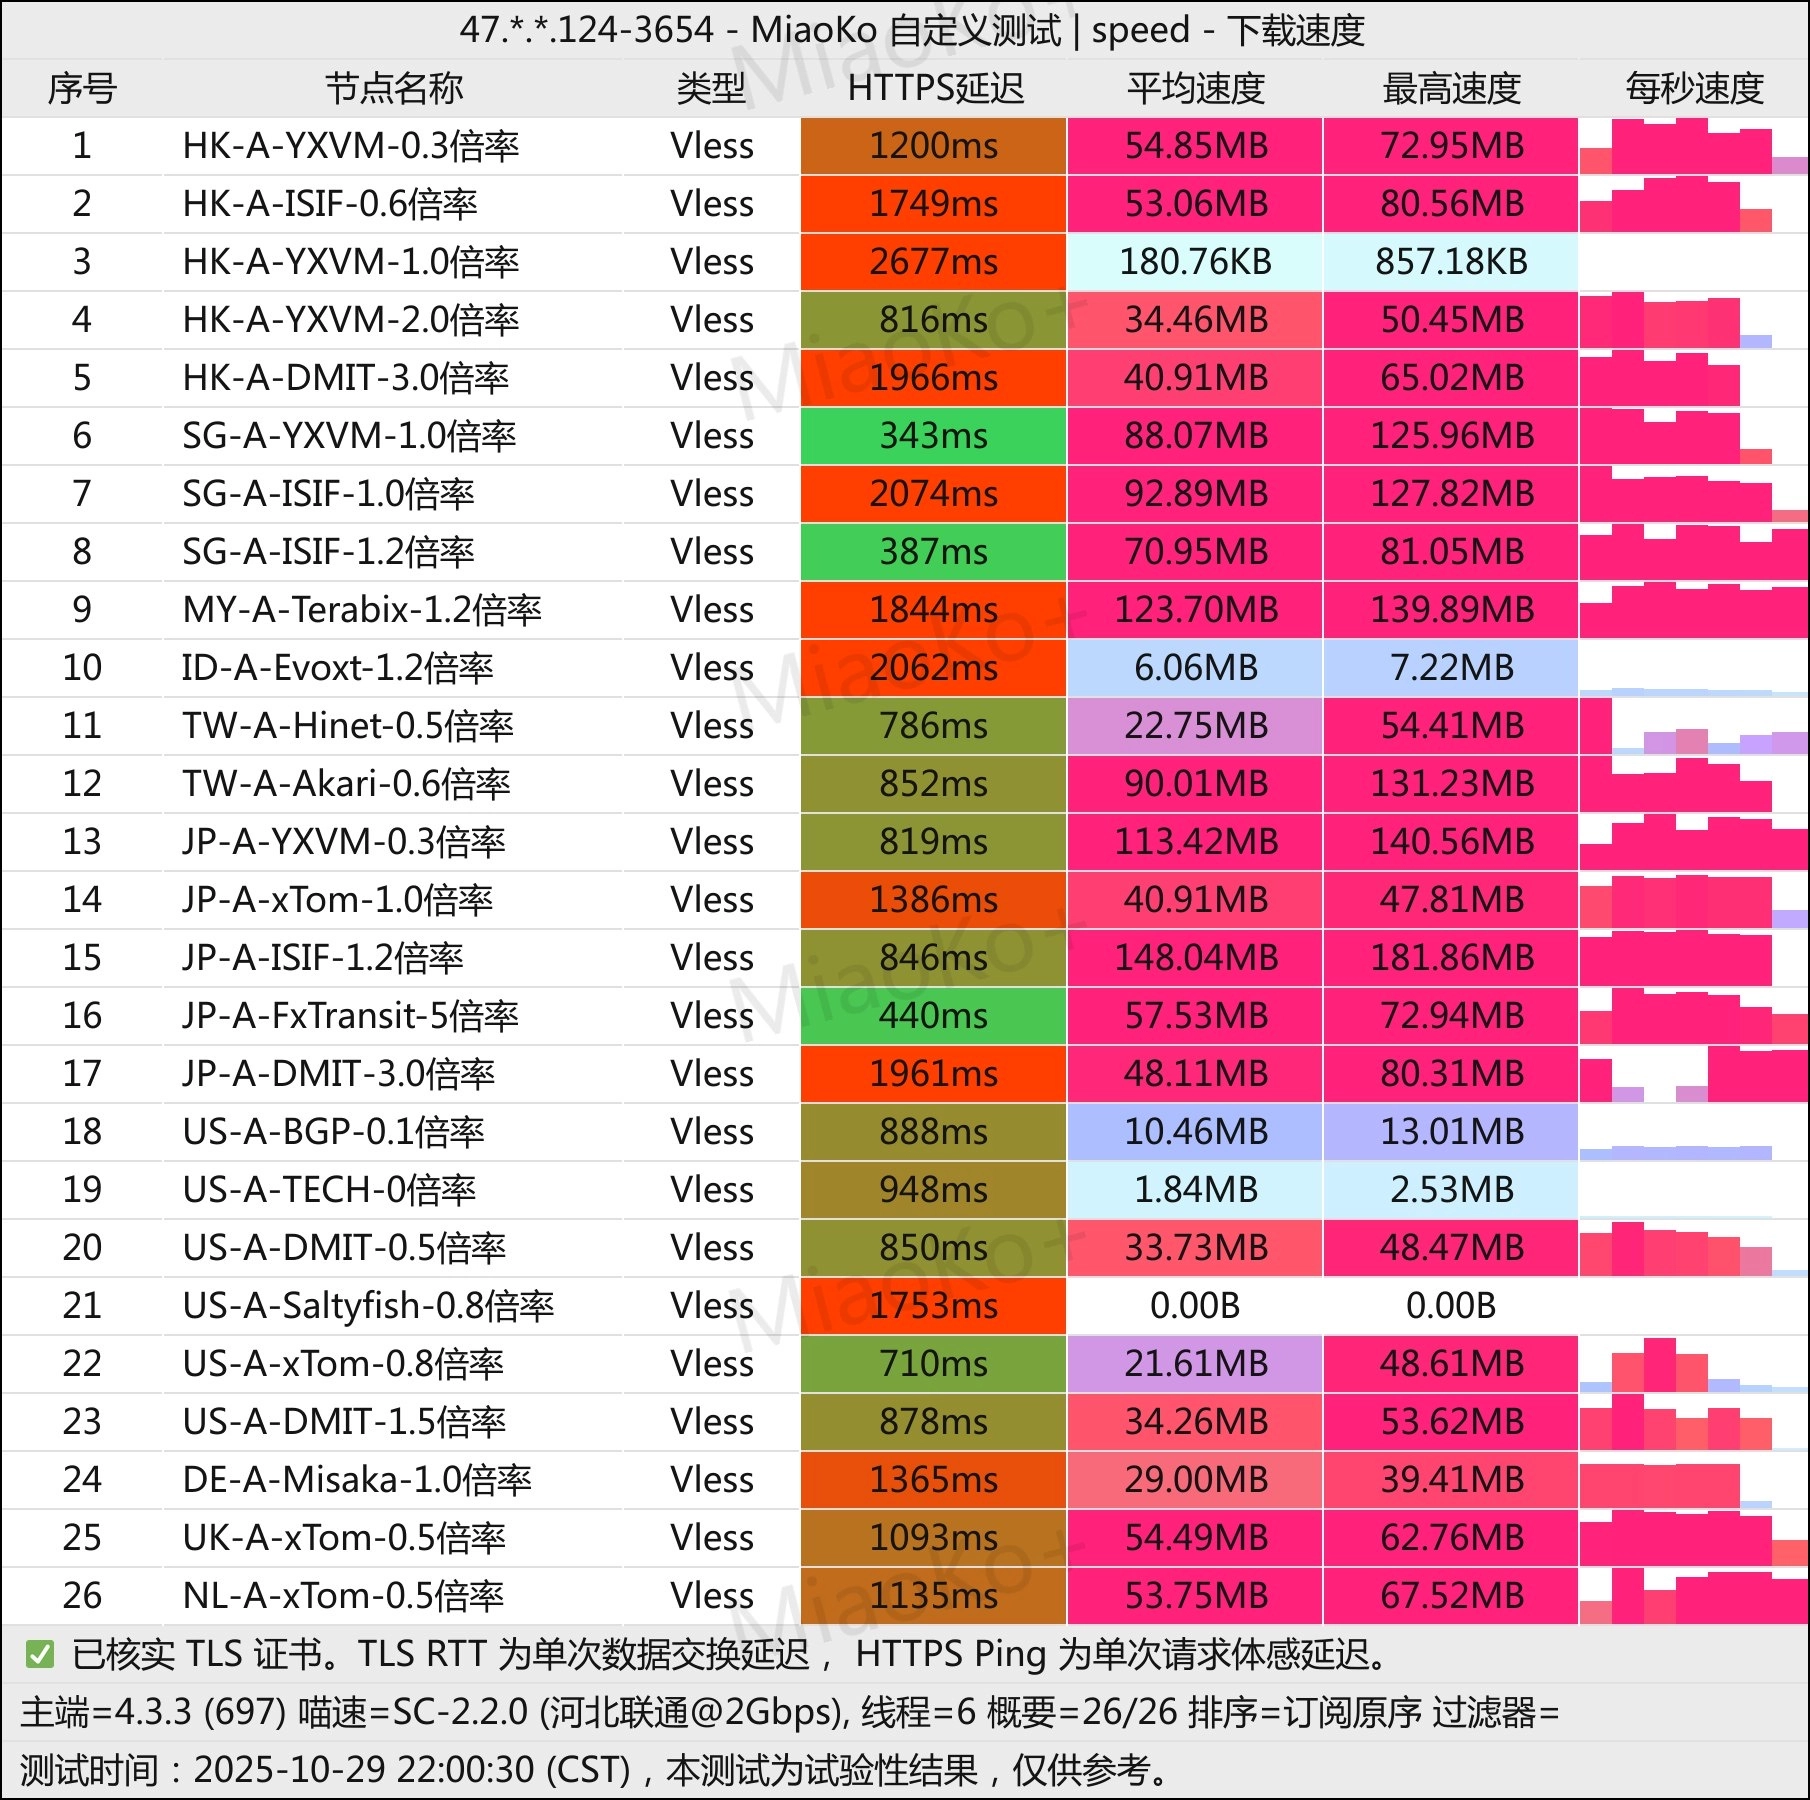 47.*.*.124-3654 - MiaoKo 自定义测试 | speed - 下载速度
序号 节点名称 类型 HTTPS延迟 平均速度 最高速度 每秒速度
1 HK-A-YXVM-0.3倍率 Vless 1200ms 54.85MB 72.95MB
2 HK-A-ISIF-0.6倍率 Vless 1749ms 53.06MB 80.56MB
3 HK-A-YXVM-1.0倍率 Vless 2677ms 180.76KB 857.18KB
4 HK-A-YXVM-2.0倍率 Vless 816ms 34.46MB 50.45MB
5 HK-A-DMIT-3.0倍率 Vless 1966ms 40.91MB 65.02MB
6 SG-A-YXVM-1.0倍率 Vless 343ms 88.07MB 125.96MB
7 SG-A-ISIF-1.0倍率 Vless 2074ms 92.89MB 127.82MB
8 SG-A-ISIF-1.2倍率 Vless 387ms 70.95MB 81.05MB
9 MY-A-Terabix-1.2倍率 Vless 1844ms 123.70MB 139.89MB
10 ID-A-Evoxt-1.2倍率 Vless 2062ms 6.06MB 7.22MB
11 TW-A-Hinet-0.5倍率 Vless 786ms 22.75MB 54.41MB
12 TW-A-Akari-0.6倍率 Vless 852ms 90.01MB 131.23MB
13 JP-A-YXVM-0.3倍率 Vless 819ms 113.42MB 140.56MB
14 JP-A-xTom-1.0倍率 Vless 1386ms 40.91MB 47.81MB
15 JP-A-ISIF-1.2倍率 Vless 846ms 148.04MB 181.86MB
16 JP-A-FxTransit-5倍率 Vless 440ms 57.53MB 72.94MB
17 JP-A-DMIT-3.0倍率 Vless 1961ms 48.11MB 80.31MB
18 US-A-BGP-0.1倍率 Vless 888ms 10.46MB 13.01MB
19 US-A-TECH-0倍率 Vless 948ms 1.84MB 2.53MB
20 US-A-DMIT-0.5倍率 Vless 850ms 33.73MB 48.47MB
21 US-A-Saltyfish-0.8倍率 Vless 1753ms 0.00B 0.00B
22 US-A-xTom-0.8倍率 Vless 710ms 21.61MB 48.61MB
23 US-A-DMIT-1.5倍率 Vless 878ms 34.26MB 53.62MB
24 DE-A-Misaka-1.0倍率 Vless 1365ms 29.00MB 39.41MB
25 UK-A-xTom-0.5倍率 Vless 1093ms 54.49MB 62.76MB
26 NL-A-xTom-0.5倍率 Vless 1135ms 53.75MB 67.52MB
✅ 已核实 TLS 证书。TLS RTT 为单次数据交换延迟， HTTPS Ping 为单次请求体感延迟。
主端=4.3.3 (697) 喵速=SC-2.2.0 (河北联通@2Gbps), 线程=6 概要=26/26 排序=订阅原序 过滤器=
测试时间：2025-10-29 22:00:30 (CST)，本测试为试验性结果，仅供参考。
MiaoKo+
MiaoKo+
MiaoKo+
MiaoKo+
MiaoKo+
MiaoKo+